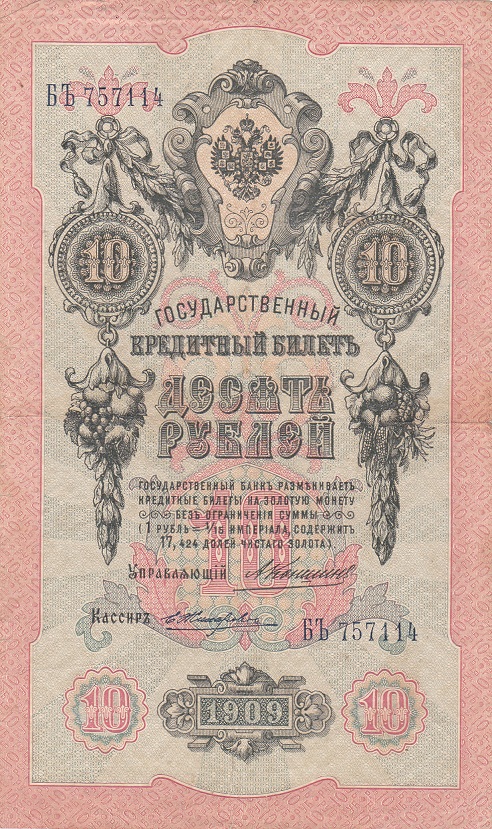 БЪ 757114
10 10
ГОСУДАРСТВЕННЫЙ
КРЕДИТНЫЙ БИЛЕТЪ
ДЕСЯТЬ
РУБЛЕЙ
ГОСУДАРСТВЕННЫЙ БАНКЪ РАЗМѢНИВАЕТЪ
КРЕДИТНЫЕ БИЛЕТЫ НА ЗОЛОТУЮ МОНЕТУ
БЕЗЪ ОГРАНИЧЕНІЯ СУММЫ
(1 РУБЛЬ = 1/15 ИМПЕРІАЛА, СОДЕРЖИТЪ
17,424 ДОЛЕЙ ЧИСТАГО ЗОЛОТА).
10
УПРАВЛЯЮЩІЙ
КАССИРЪ
БЪ 757114
10 1909 10